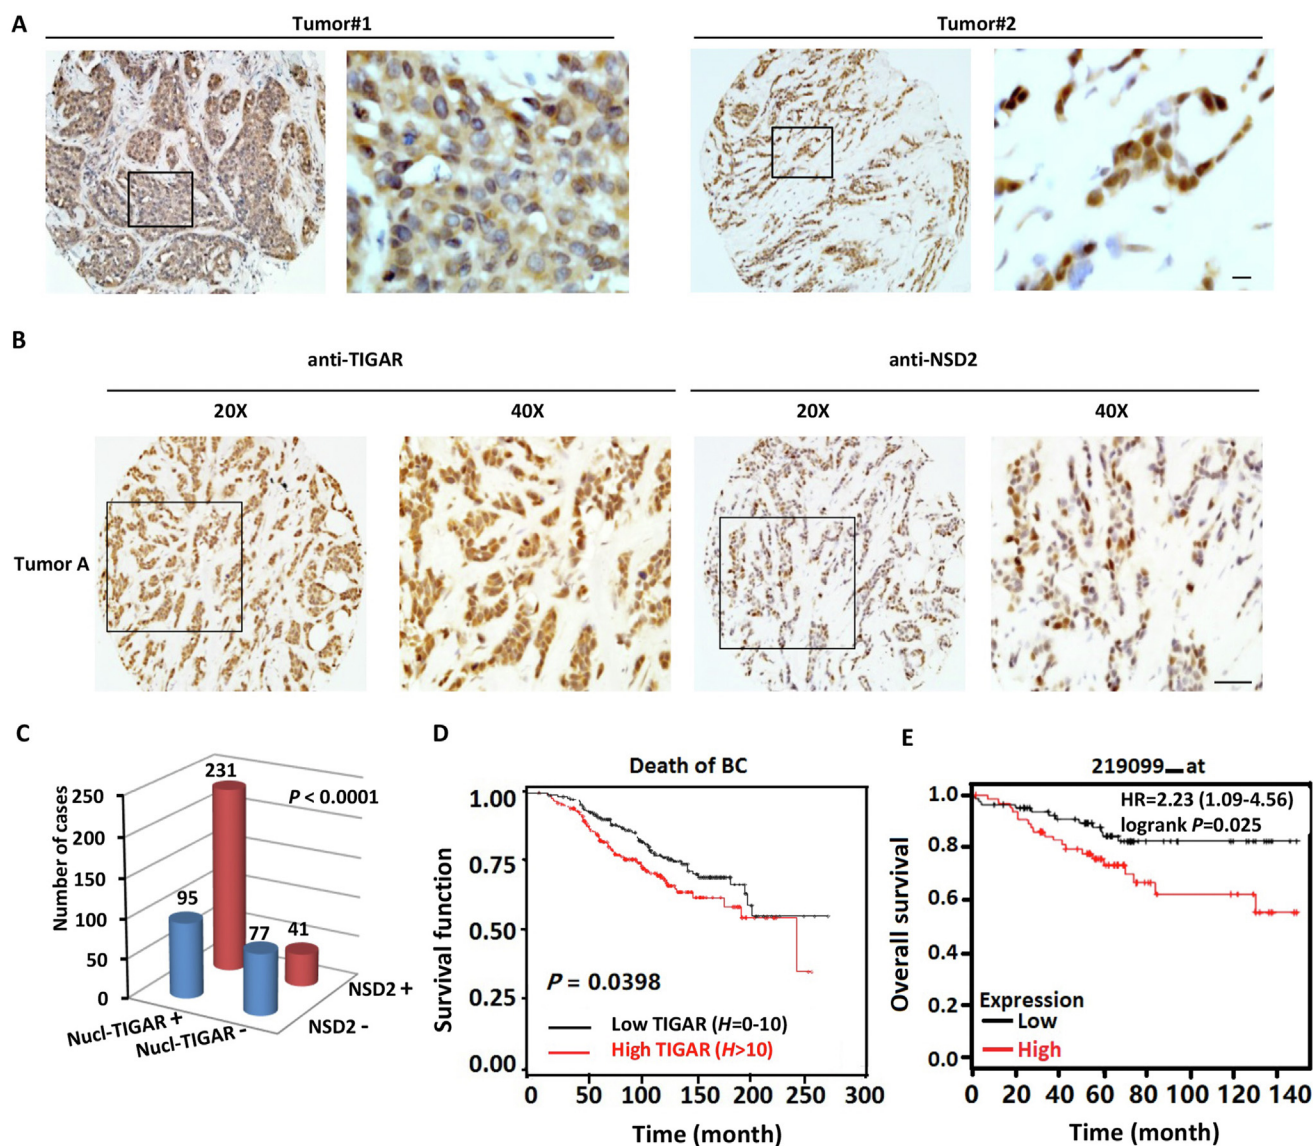 A
Tumor#1
Tumor#2
B
anti-TIGAR
anti-NSD2
20X
40X
20X
40X
Tumor A
C
Number of cases
250
200
150
100
50
0
231
95
77
41
P < 0.0001
Nucl-TIGAR +
Nucl-TIGAR -
NSD2 +
NSD2 -
D
Death of BC
Survival function
1.00
0.75
0.50
0.25
0.00
P = 0.0398
Low TIGAR (H=0-10)
High TIGAR (H>10)
0 50 100 150 200 250 300
Time (month)
E
219099_at
HR=2.23 (1.09-4.56)
logrank P=0.025
Overall survival
1.0
0.8
0.6
0.4
0.2
0.0
Expression
Low
High
0 20 40 60 80 100 120 140
Time (month)